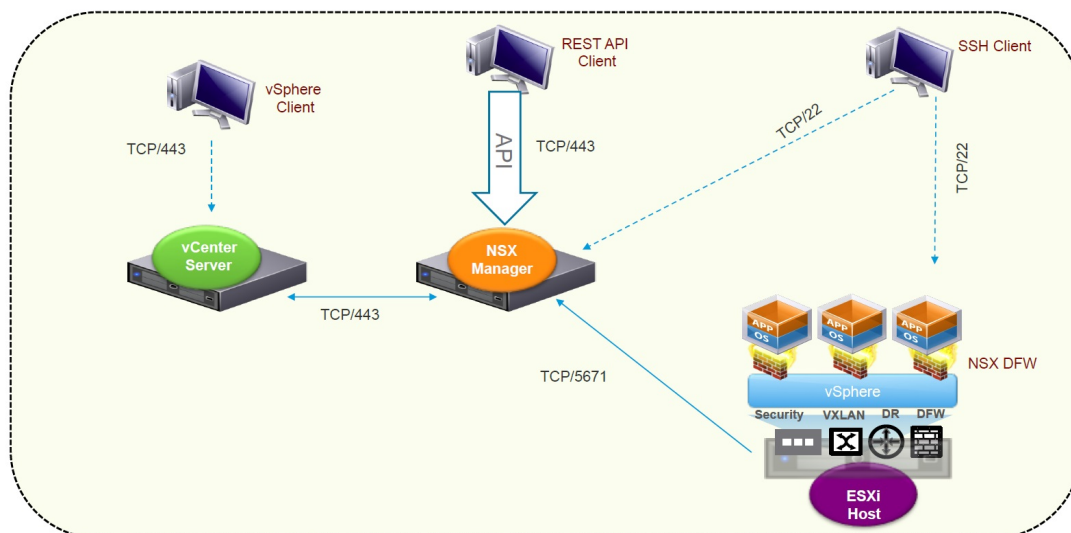 REST API
Client
SSH Client
vSphere
Client
TCP/443
API
TCP/443
TCP/22
TCP/22
vCenter
Server
NSX
Manager
TCP/443
TCP/5671
APP
OS
APP
OS
APP
OS
NSX DFW
vSphere
Security
VXLAN
DR
DFW
ESXi
Host